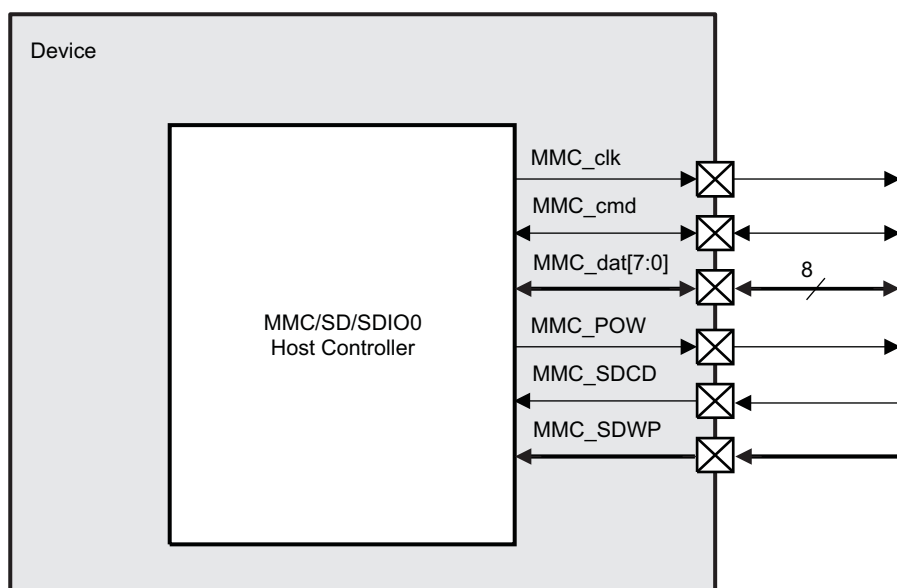 Device
MMC_clk
MMC_cmd
MMC_dat[7:0]
8
MMC/SD/SDIO0
Host Controller
MMC_POW
MMC_SDCD
MMC_SDWP